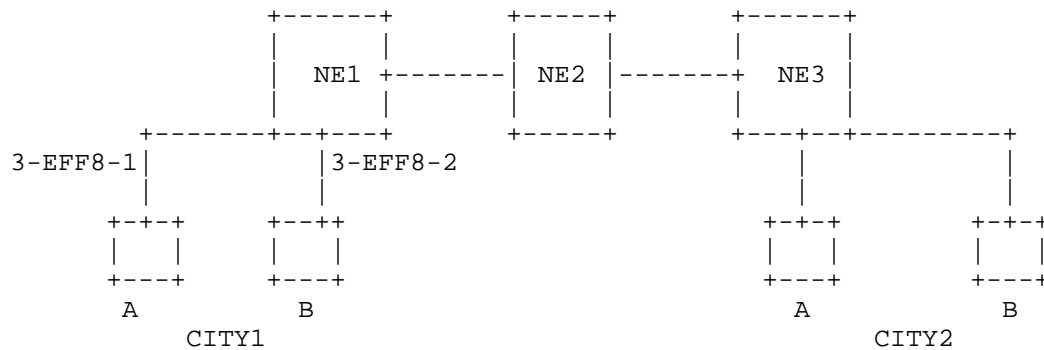 NE1 NE2 NE3
3-EFF8-1 3-EFF8-2
A B A B
CITY1 CITY2